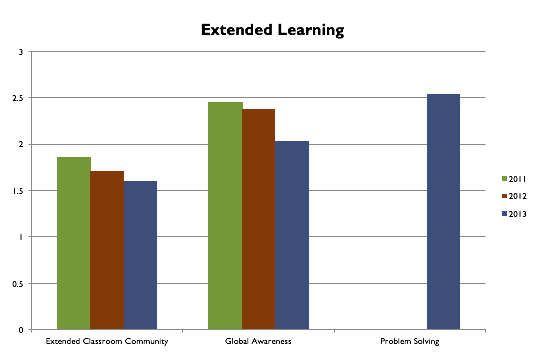 Extended Learning
3
2.5
2
1.5
1
0.5
0
Extended Classroom Community
Global Awareness
Problem Solving
2011
2012
2013